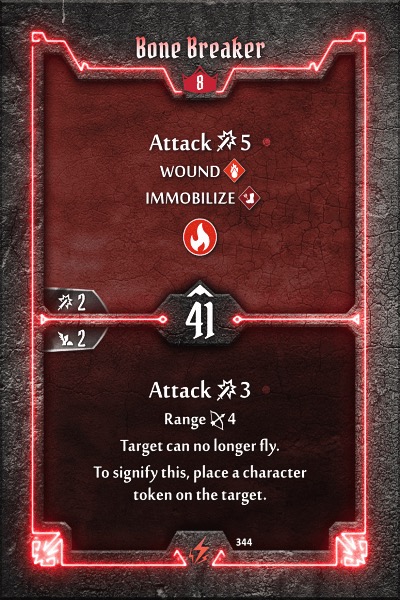 Bone Breaker
8
Attack 5
WOUND
IMMOBILIZE
2
41
2
Attack 3
Range 4
Target can no longer fly.
To signify this, place a character
token on the target.
344